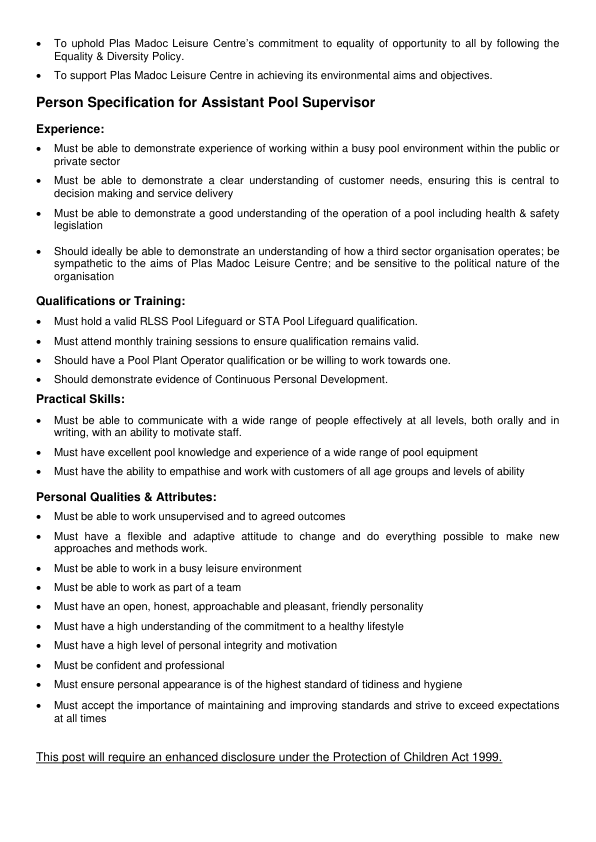 • To uphold Plas Madoc Leisure Centre's commitment to equality of opportunity to all by following the
Equality & Diversity Policy.
• To support Plas Madoc Leisure Centre in achieving its environmental aims and objectives.
Person Specification for Assistant Pool Supervisor
Experience:
• Must be able to demonstrate experience of working within a busy pool environment within the public or
private sector
• Must be able to demonstrate a clear understanding of customer needs, ensuring this is central to
decision making and service delivery
• Must be able to demonstrate a good understanding of the operation of a pool including health & safety
legislation
• Should ideally be able to demonstrate an understanding of how a third sector organisation operates; be
sympathetic to the aims of Plas Madoc Leisure Centre; and be sensitive to the political nature of the
organisation
Qualifications or Training:
• Must hold a valid RLSS Pool Lifeguard or STA Pool Lifeguard qualification.
• Must attend monthly training sessions to ensure qualification remains valid.
• Should have a Pool Plant Operator qualification or be willing to work towards one.
• Should demonstrate evidence of Continuous Personal Development.
Practical Skills:
• Must be able to communicate with a wide range of people effectively at all levels, both orally and in
writing, with an ability to motivate staff.
• Must have excellent pool knowledge and experience of a wide range of pool equipment
• Must have the ability to empathise and work with customers of all age groups and levels of ability
Personal Qualities & Attributes:
• Must be able to work unsupervised and to agreed outcomes
• Must have a flexible and adaptive attitude to change and do everything possible to make new
approaches and methods work.
• Must be able to work in a busy leisure environment
• Must be able to work as part of a team
• Must have an open, honest, approachable and pleasant, friendly personality
• Must have a high understanding of the commitment to a healthy lifestyle
• Must have a high level of personal integrity and motivation
• Must be confident and professional
• Must ensure personal appearance is of the highest standard of tidiness and hygiene
• Must accept the importance of maintaining and improving standards and strive to exceed expectations
at all times
This post will require an enhanced disclosure under the Protection of Children Act 1999.